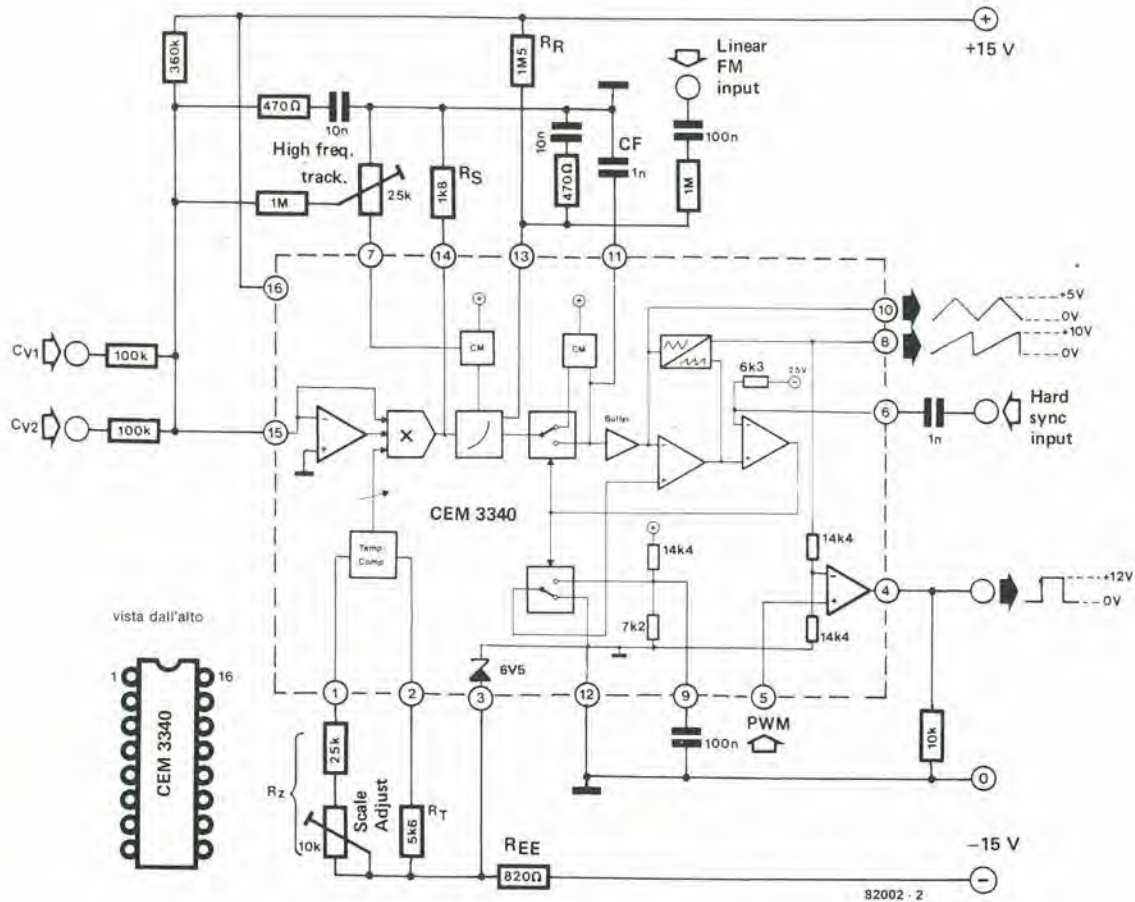 +
+15 V
360k
RR
1M5
Linear
FM
input
470Ω
10n
10n
CF
1n
100n
High freq.
track.
25k
RS
1k8
470Ω
1M
1M
7
14
13
11
16
+
+
CM
CM
10
+5V
0V
8
+10V
0V
CV1
100k
CV2
100k
15
X
Buffer
6k3
2.5V
6
1n
Hard
sync
input
CEM 3340
Temp.
Comp.
+
14k4
7k2
14k4
14k4
4
+12V
0V
vista dall'alto
1
16
CEM 3340
6V5
1
2
3
12
9
5
PWM
100n
10k
0
RZ
25k
10k
Scale
Adjust
RT
5k6
REE
820Ω
-15 V
82002 - 2